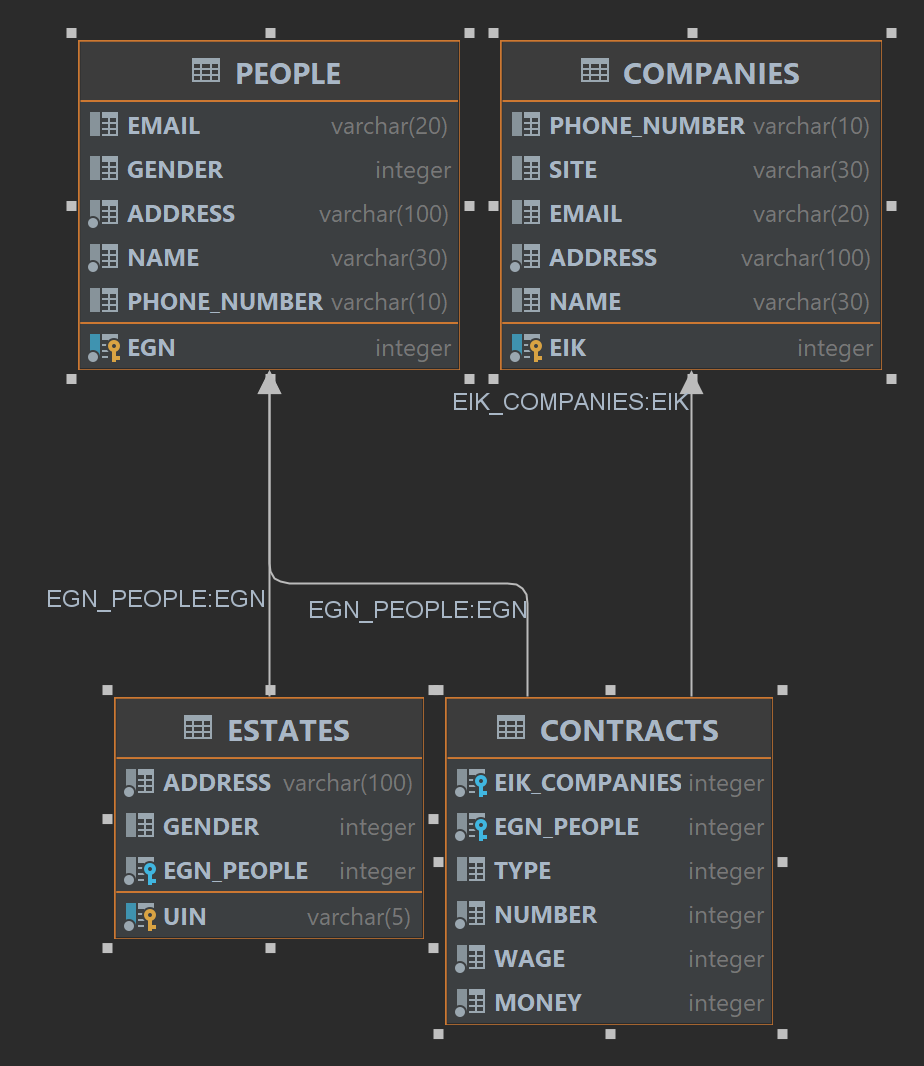 PEOPLE
EMAIL varchar(20)
GENDER integer
ADDRESS varchar(100)
NAME varchar(30)
PHONE_NUMBER varchar(10)
EGN integer
COMPANIES
PHONE_NUMBER varchar(10)
SITE varchar(30)
EMAIL varchar(20)
ADDRESS varchar(100)
NAME varchar(30)
EIK integer
EIK_COMPANIES:EIK
EGN_PEOPLE:EGN
EGN_PEOPLE:EGN
ESTATES
ADDRESS varchar(100)
GENDER integer
EGN_PEOPLE integer
UIN varchar(5)
CONTRACTS
EIK_COMPANIES integer
EGN_PEOPLE integer
TYPE integer
NUMBER integer
WAGE integer
MONEY integer